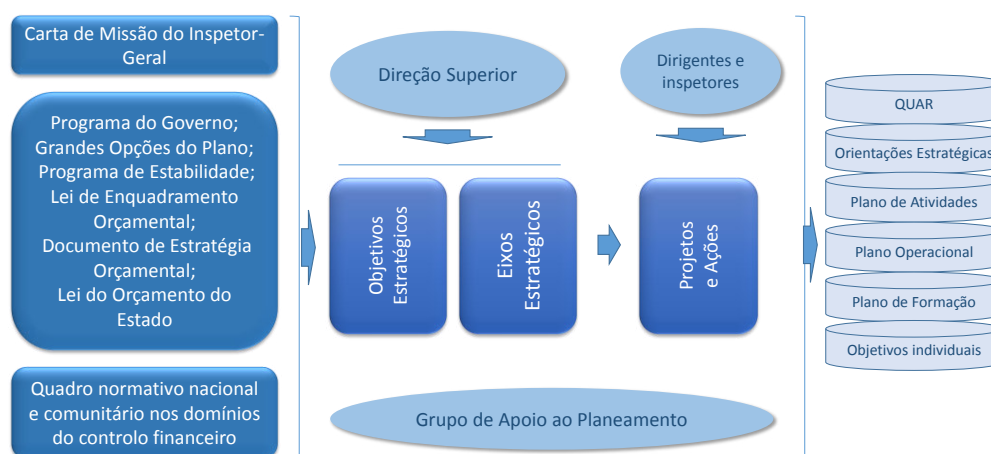 Carta de Missão do Inspetor-
Geral
Programa do Governo;
Grandes Opções do Plano;
Programa de Estabilidade;
Lei de Enquadramento
Orçamental;
Documento de Estratégia
Orçamental;
Lei do Orçamento do
Estado
Quadro normativo nacional
e comunitário nos domínios
do controlo financeiro
Direção Superior
Objetivos
Estratégicos
Eixos
Estratégicos
Dirigentes e
inspetores
Projetos
e Ações
Grupo de Apoio ao Planeamento
QUAR
Orientações Estratégicas
Plano de Atividades
Plano Operacional
Plano de Formação
Objetivos individuais